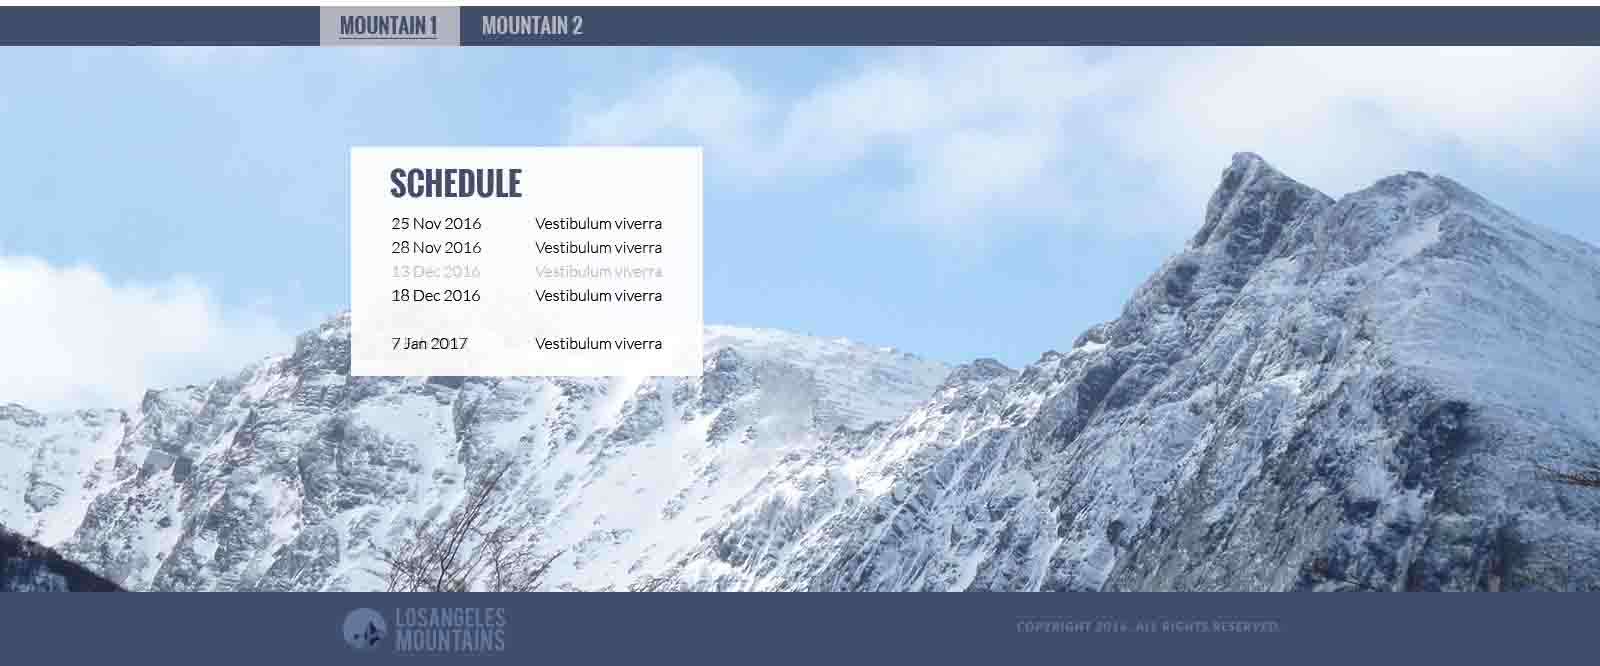 MOUNTAIN 1 MOUNTAIN 2
SCHEDULE
25 Nov 2016 Vestibulum viverra
28 Nov 2016 Vestibulum viverra
13 Dec 2016 Vestibulum viverra
18 Dec 2016 Vestibulum viverra
7 Jan 2017 Vestibulum viverra
LOSANGELES
MOUNTAINS
COPYRIGHT 2016. ALL RIGHTS RESERVED.